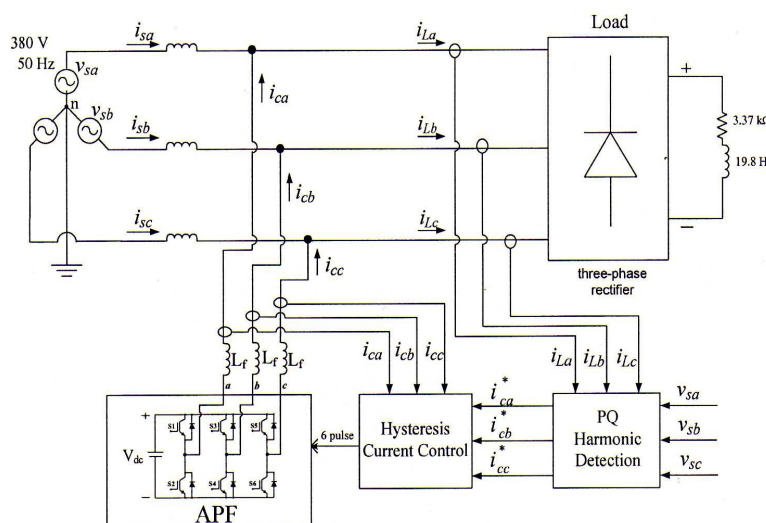 380 V
50 Hz
v_sa
n
v_sb
i_sa
i_sb
i_sc
i_ca
i_cb
i_cc
i_La
i_Lb
i_Lc
Load
+
−
3.37 kΩ
19.8 H
three-phase
rectifier
L_f
L_f
L_f
a
b
c
i_ca i_cb i_cc
i_La i_Lb i_Lc
V_dc
+
−
S1
S3
S5
S2
S4
S6
APF
6 pulse
Hysteresis
Current Control
i*_ca
i*_cb
i*_cc
PQ
Harmonic
Detection
v_sa
v_sb
v_sc